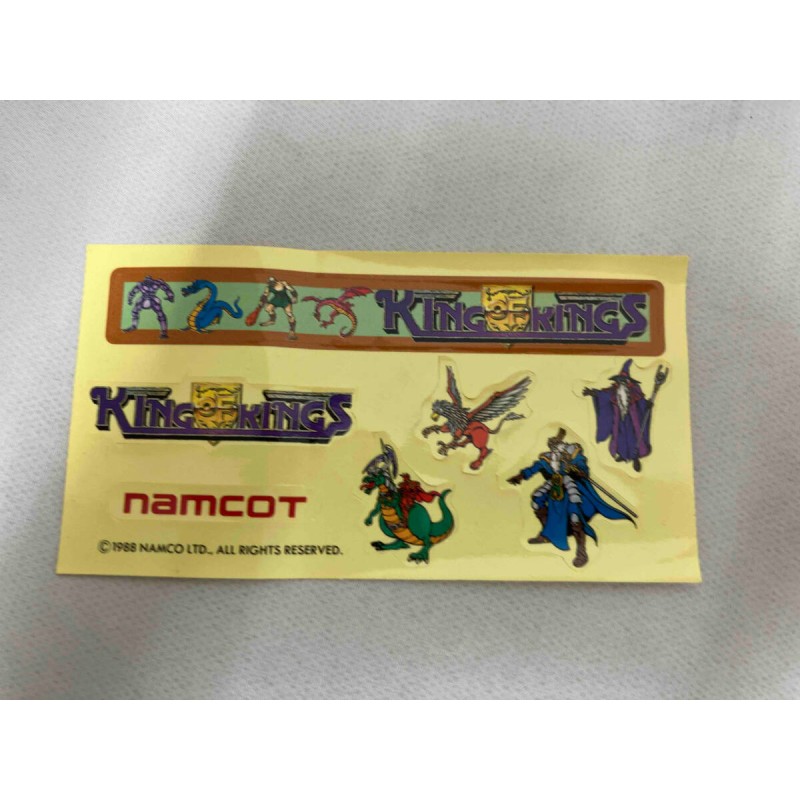 KING OF KINGS
KING OF KINGS
namcoT
©1988 NAMCO LTD., ALL RIGHTS RESERVED.